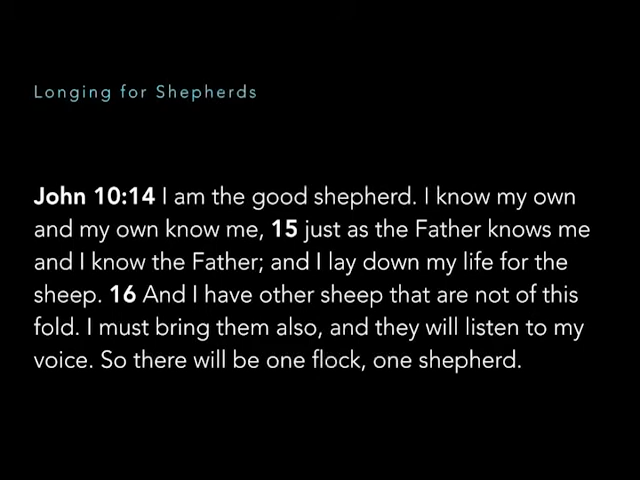 Longing for Shepherds
John 10:14 I am the good shepherd. I know my own
and my own know me, 15 just as the Father knows me
and I know the Father; and I lay down my life for the
sheep. 16 And I have other sheep that are not of this
fold. I must bring them also, and they will listen to my
voice. So there will be one flock, one shepherd.